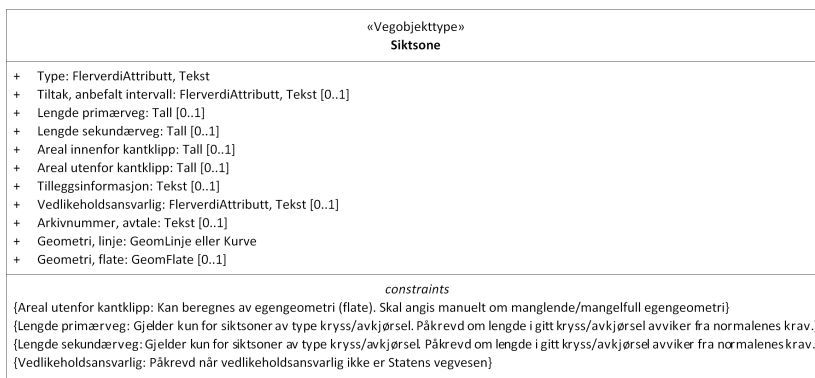 «Vegobjekttype»
Siktsone
+ Type: FlerverdiAttributt, Tekst
+ Tiltak, anbefalt intervall: FlerverdiAttributt, Tekst [0..1]
+ Lengde primærveg: Tall [0..1]
+ Lengde sekundærveg: Tall [0..1]
+ Areal innenfor kantklipp: Tall [0..1]
+ Areal utenfor kantklipp: Tall [0..1]
+ Tilleggsinformasjon: Tekst [0..1]
+ Vedlikeholdsansvarlig: FlerverdiAttributt, Tekst [0..1]
+ Arkivnummer, avtale: Tekst [0..1]
+ Geometri, linje: GeomLinje eller Kurve
+ Geometri, flate: GeomFlate [0..1]
constraints
{Areal utenfor kantklipp: Kan beregnes av egengeometri (flate). Skal angis manuelt om manglende/mangelfull egengeometri}
{Lengde primærveg: Gjelder kun for siktsoner av type kryss/avkjørsel. Påkrevd om lengde i gitt kryss/avkjørsel avviker fra normalenes krav.}
{Lengde sekundærveg: Gjelder kun for siktsoner av type kryss/avkjørsel. Påkrevd om lengde i gitt kryss/avkjørsel avviker fra normalenes krav.
{Vedlikeholdsansvarlig: Påkrevd når vedlikeholdsansvarlig ikke er Statens vegvesen}